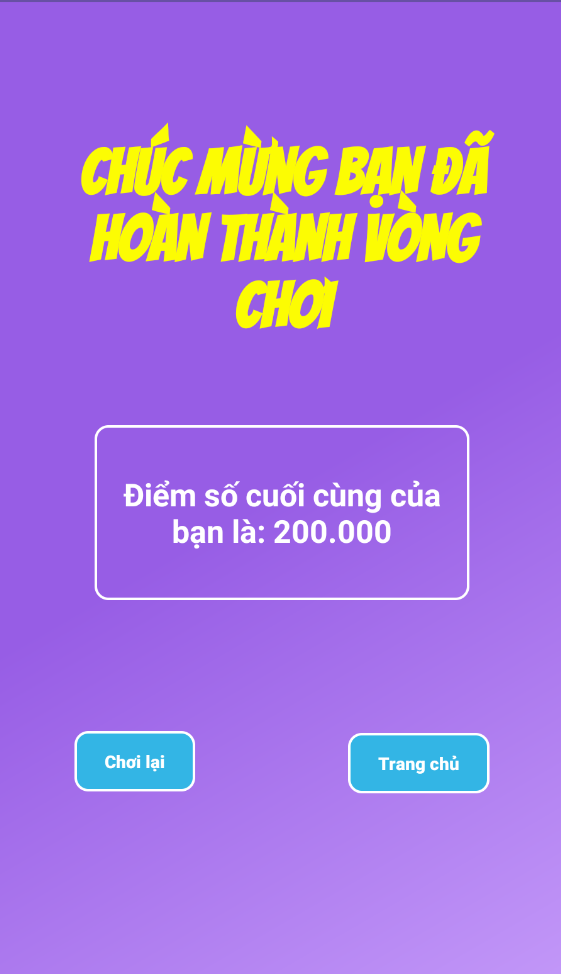 CHÚC MỪNG BẠN ĐÃ
HOÀN THÀNH VÒNG
CHƠI
Điểm số cuối cùng của
bạn là: 200.000
Chơi lại
Trang chủ